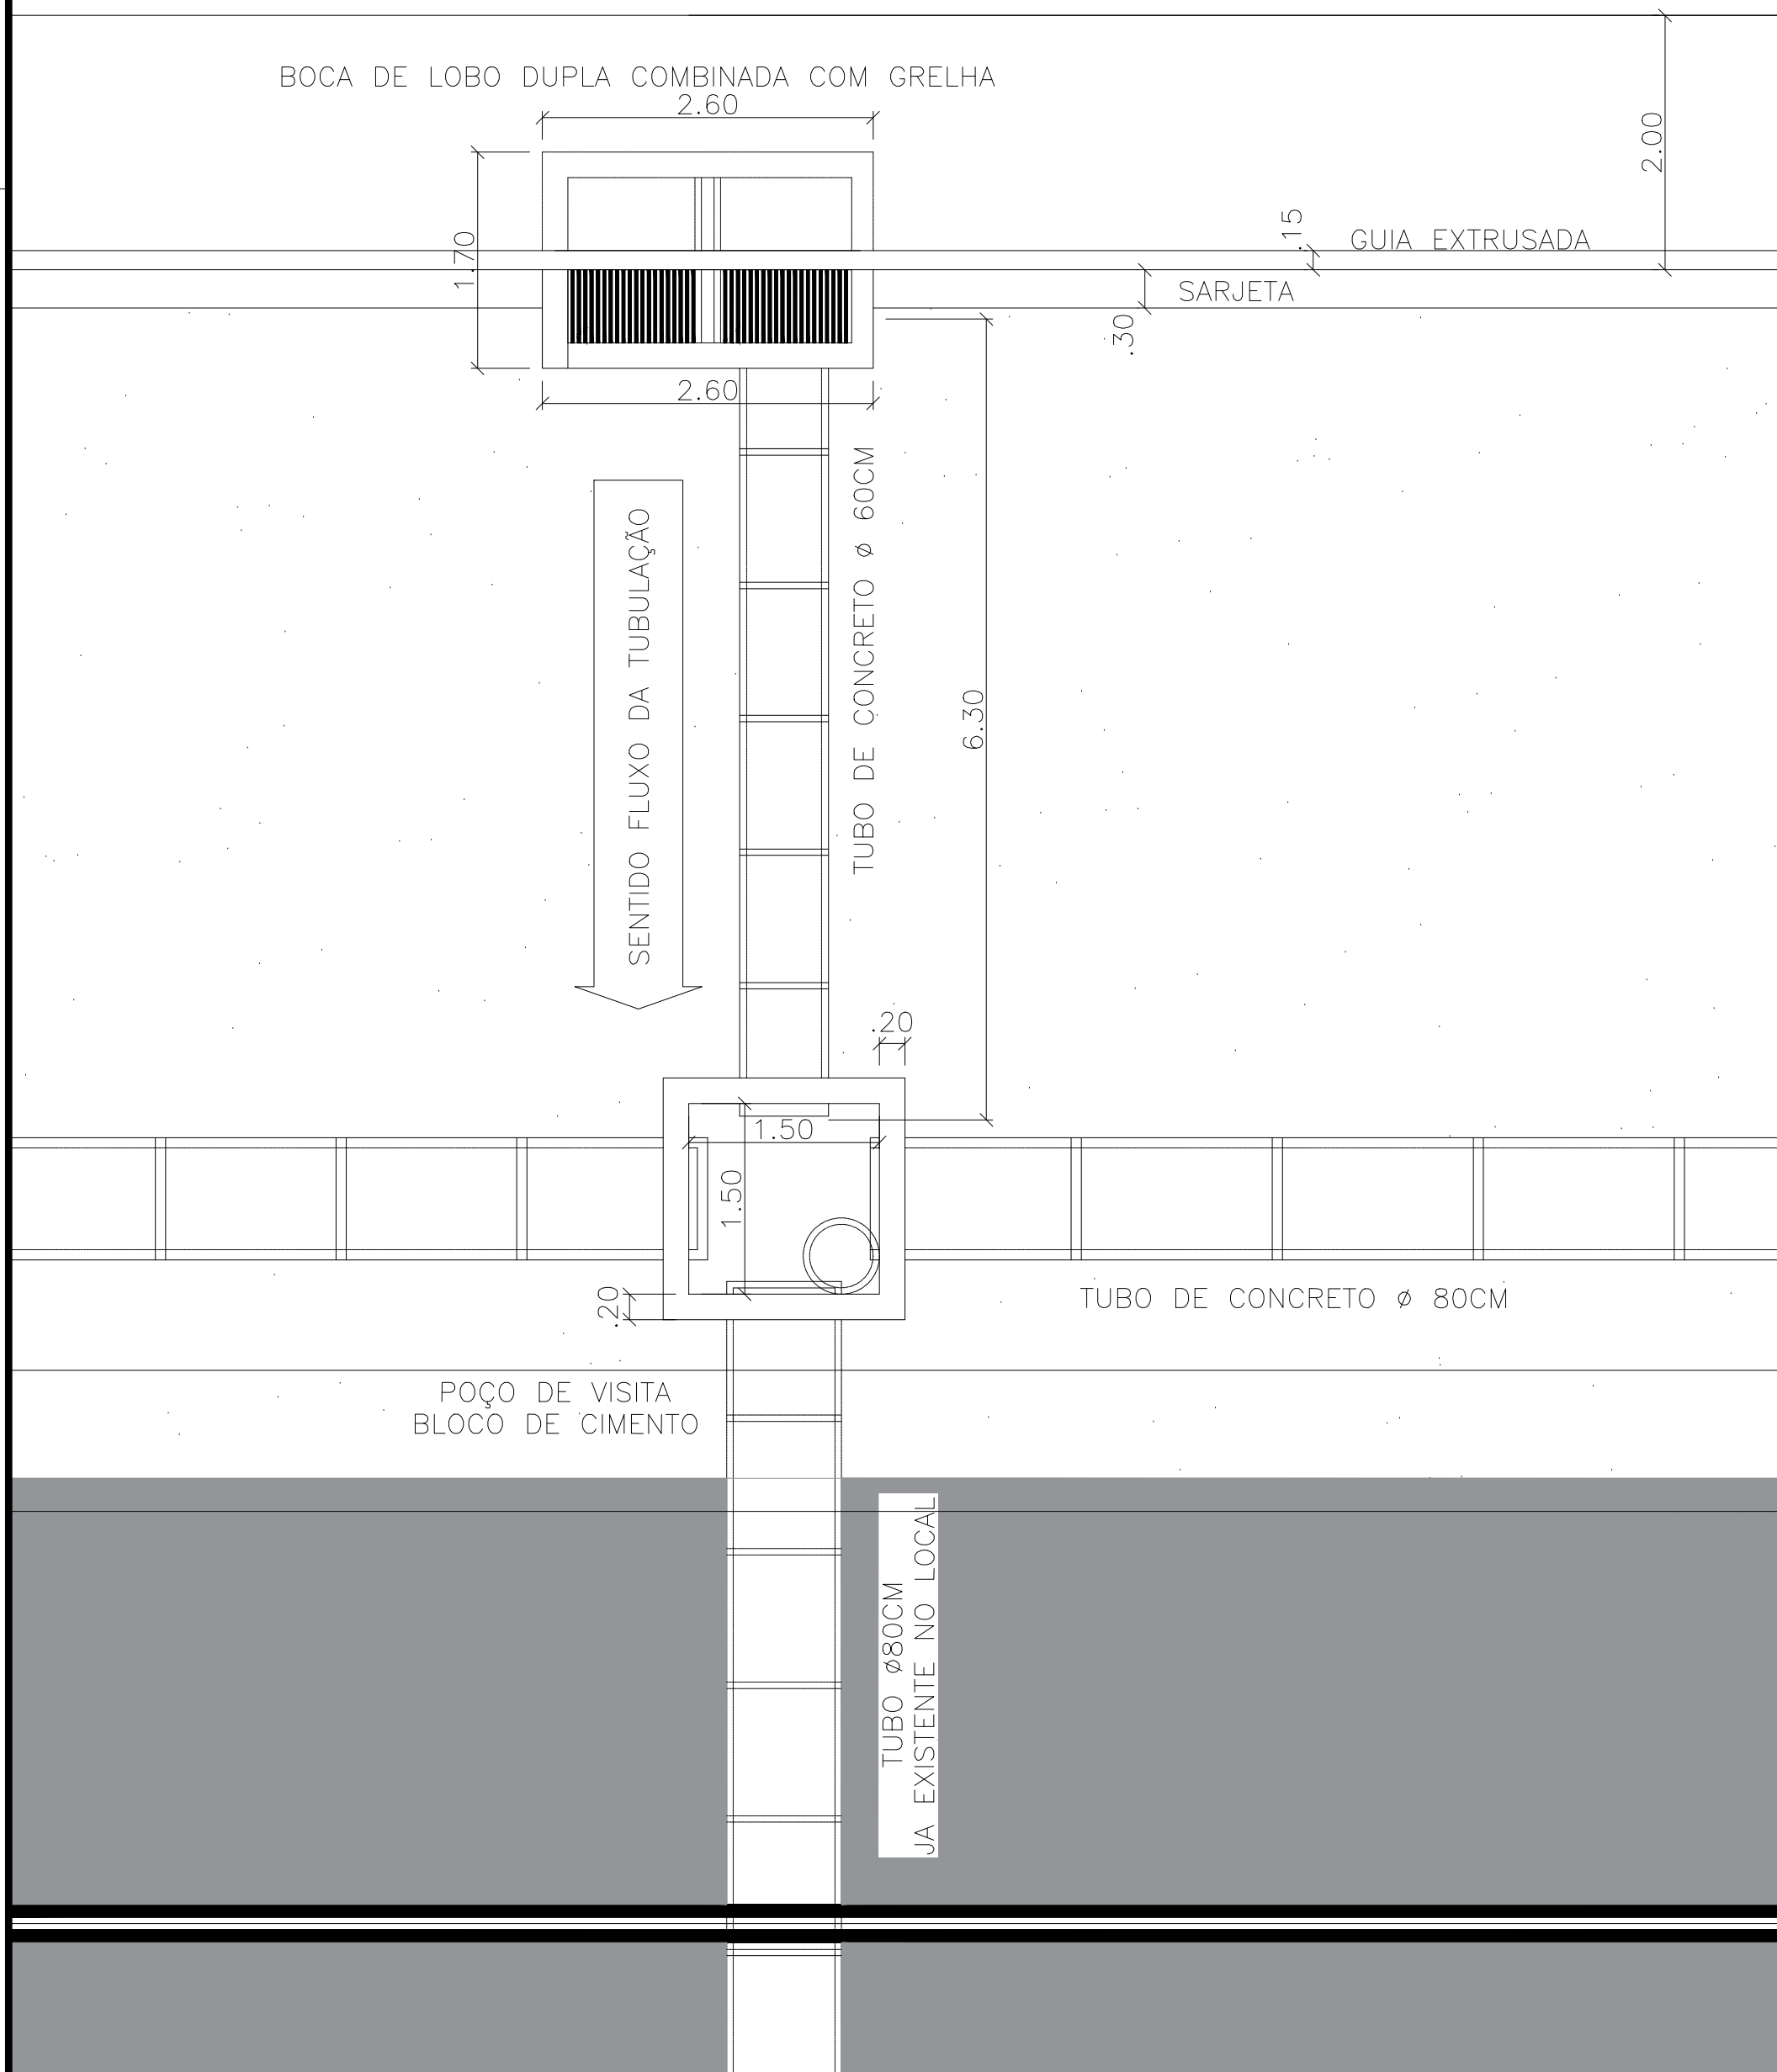 BOCA DE LOBO DUPLA COMBINADA COM GRELHA
2.60
2.00
.15
GUIA EXTRUSADA
1.70
SARJETA
.30
2.60
TUBO DE CONCRETO ø 60CM
SENTIDO FLUXO DA TUBULAÇÃO
6.30
.20
1.50
1.50
.20
TUBO DE CONCRETO ø 80CM
POÇO DE VISITA
BLOCO DE CIMENTO
TUBO ø80CM
JA EXISTENTE NO LOCAL